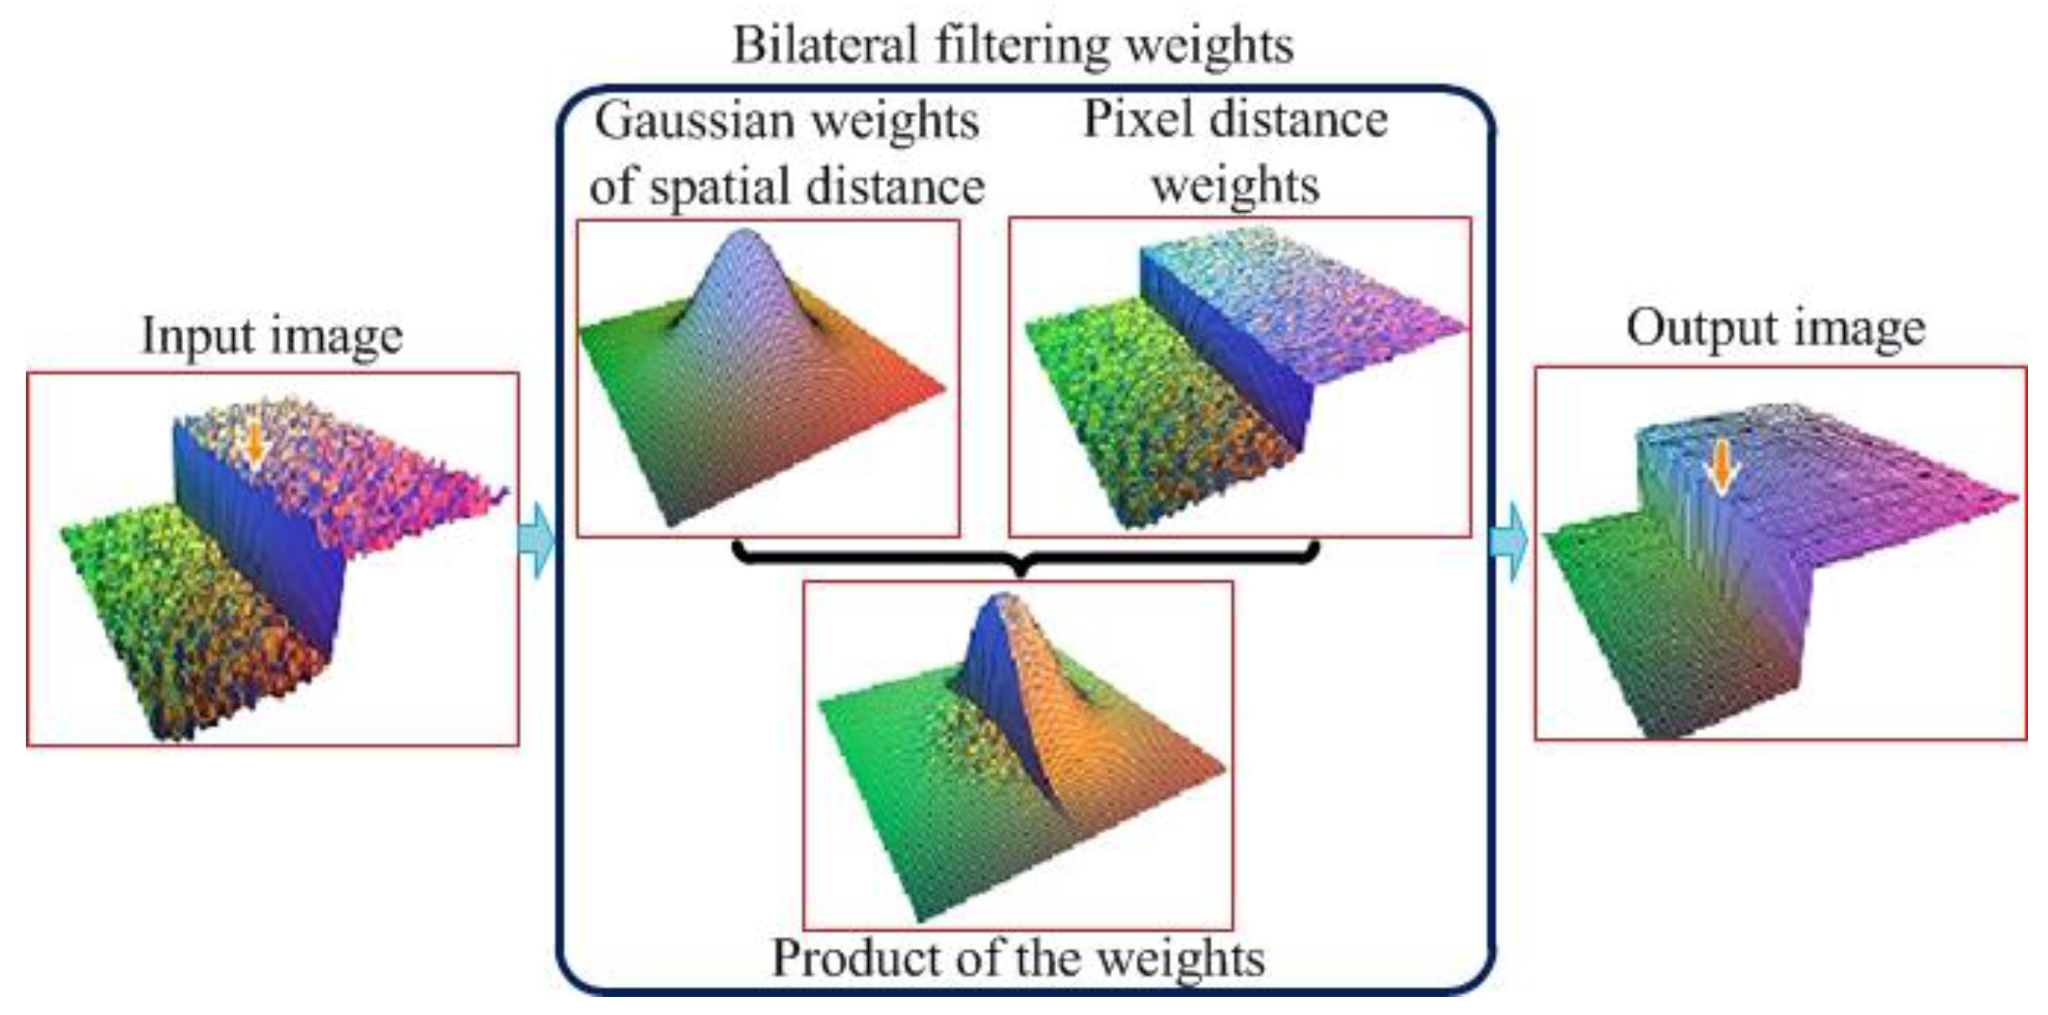 Bilateral filtering weights
Gaussian weights
of spatial distance
Pixel distance
weights
Input image
Output image
Product of the weights